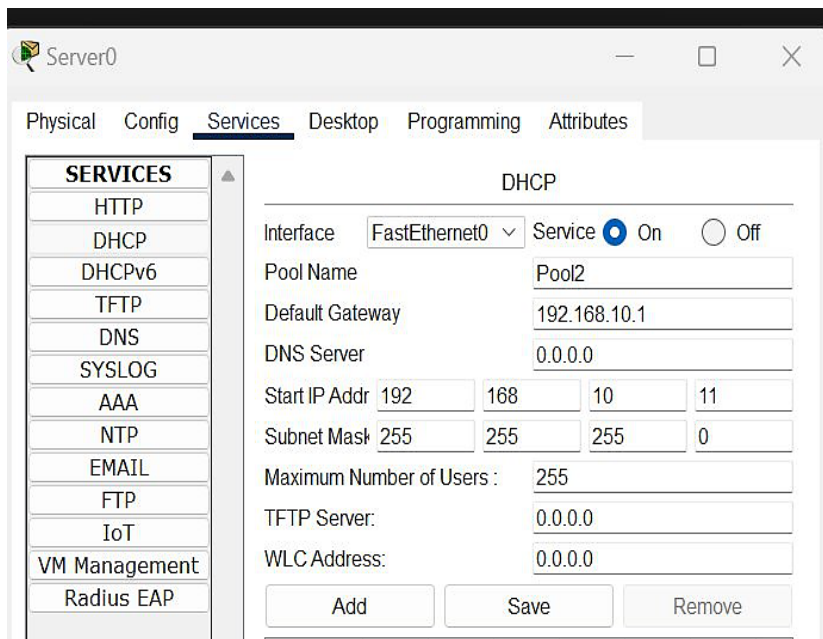 Server0
Physical Config Services Desktop Programming Attributes
SERVICES
HTTP
DHCP
DHCPv6
TFTP
DNS
SYSLOG
AAA
NTP
EMAIL
FTP
IoT
VM Management
Radius EAP
DHCP
Interface FastEthernet0 Service On Off
Pool Name Pool2
Default Gateway 192.168.10.1
DNS Server 0.0.0.0
Start IP Addr 192 168 10 11
Subnet Mask 255 255 255 0
Maximum Number of Users : 255
TFTP Server: 0.0.0.0
WLC Address: 0.0.0.0
Add Save Remove